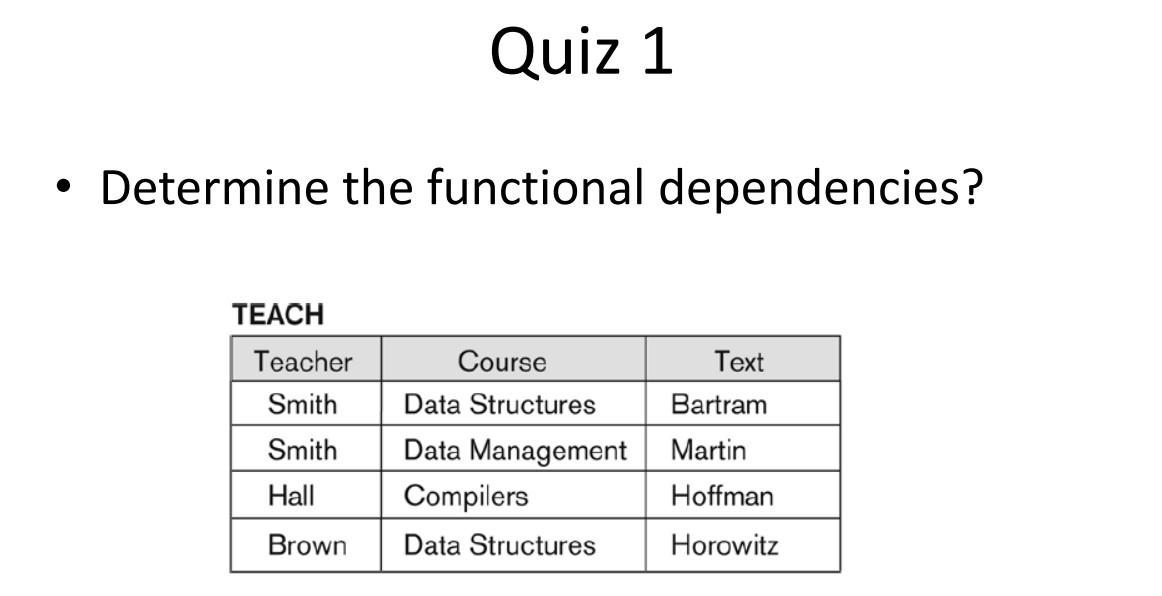 Quiz 1
• Determine the functional dependencies?
TEACH
Teacher Course Text
Smith Data Structures Bartram
Smith Data Management Martin
Hall Compilers Hoffman
Brown Data Structures Horowitz